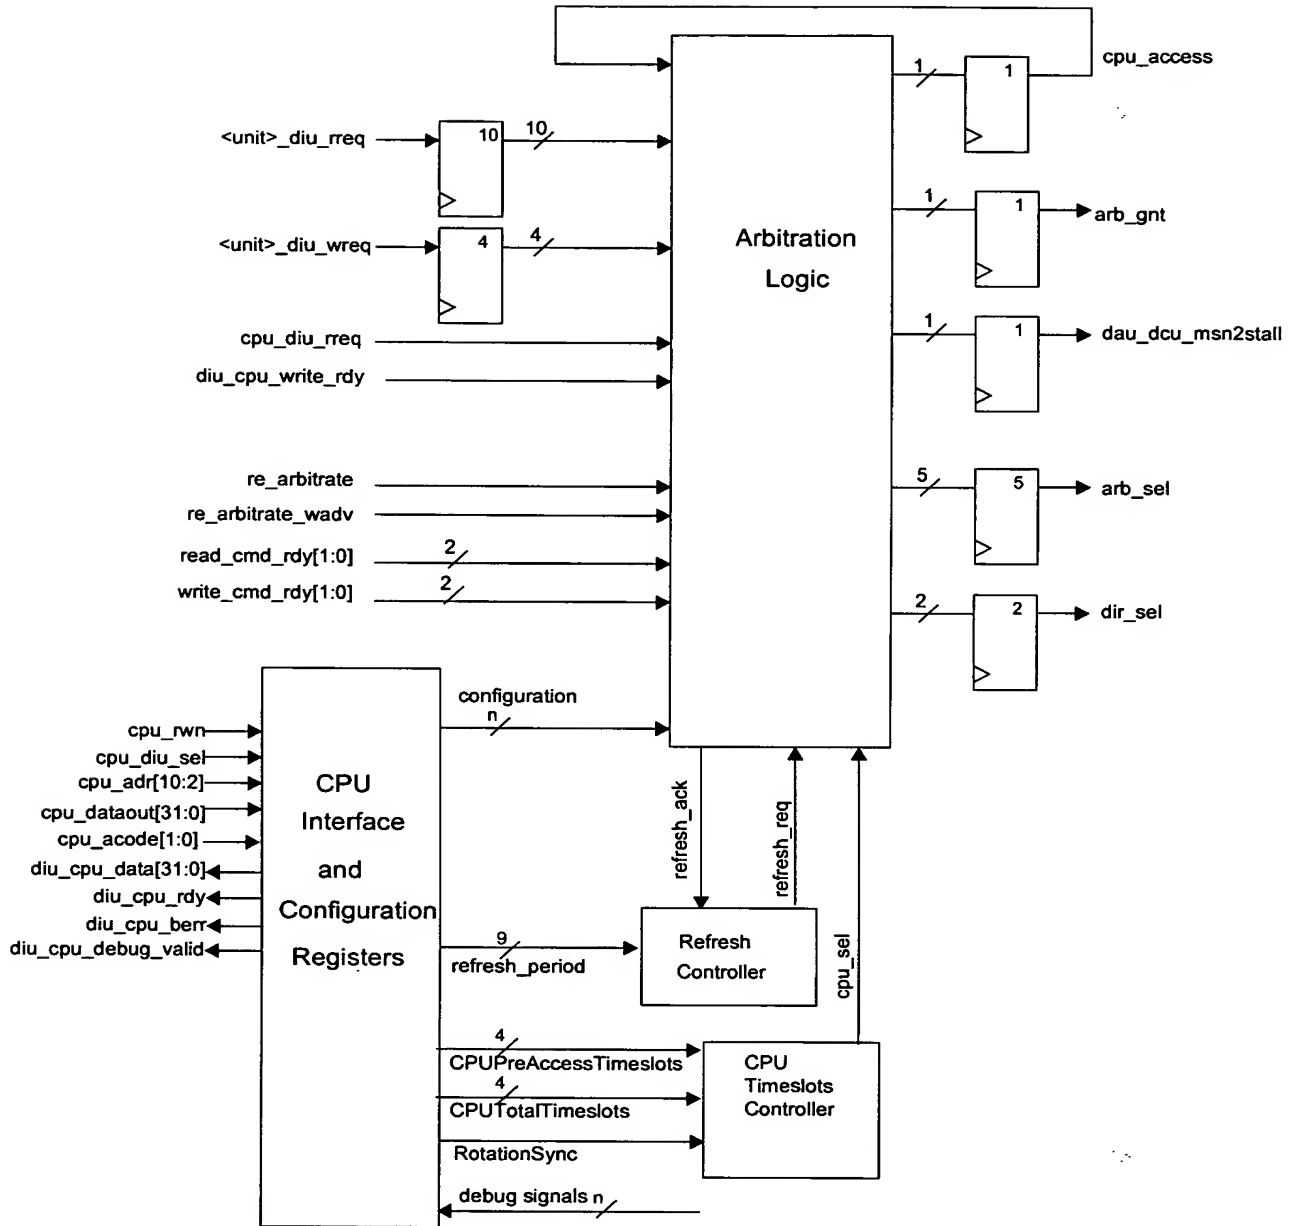 cpu_access
1
1
<unit>_diu_rreq
10
10
1
1
arb_gnt
<unit>_diu_wreq
4
4
Arbitration
Logic
cpu_diu_rreq
1
1
dau_dcu_msn2stall
diu_cpu_write_rdy
re_arbitrate
5
5
arb_sel
re_arbitrate_wadv
read_cmd_rdy[1:0]
2
write_cmd_rdy[1:0]
2
2
2
dir_sel
configuration
n
cpu_rwn
cpu_diu_sel
cpu_adr[10:2]
cpu_dataout[31:0]
cpu_acode[1:0]
diu_cpu_data[31:0]
diu_cpu_rdy
diu_cpu_berr
diu_cpu_debug_valid
CPU
Interface
and
Configuration
Registers
refresh_ack
refresh_req
cpu_sel
9
refresh_period
Refresh
Controller
4
CPUPreAccessTimeslots
4
CPUTotalTimeslots
RotationSync
CPU
Timeslots
Controller
debug signals n